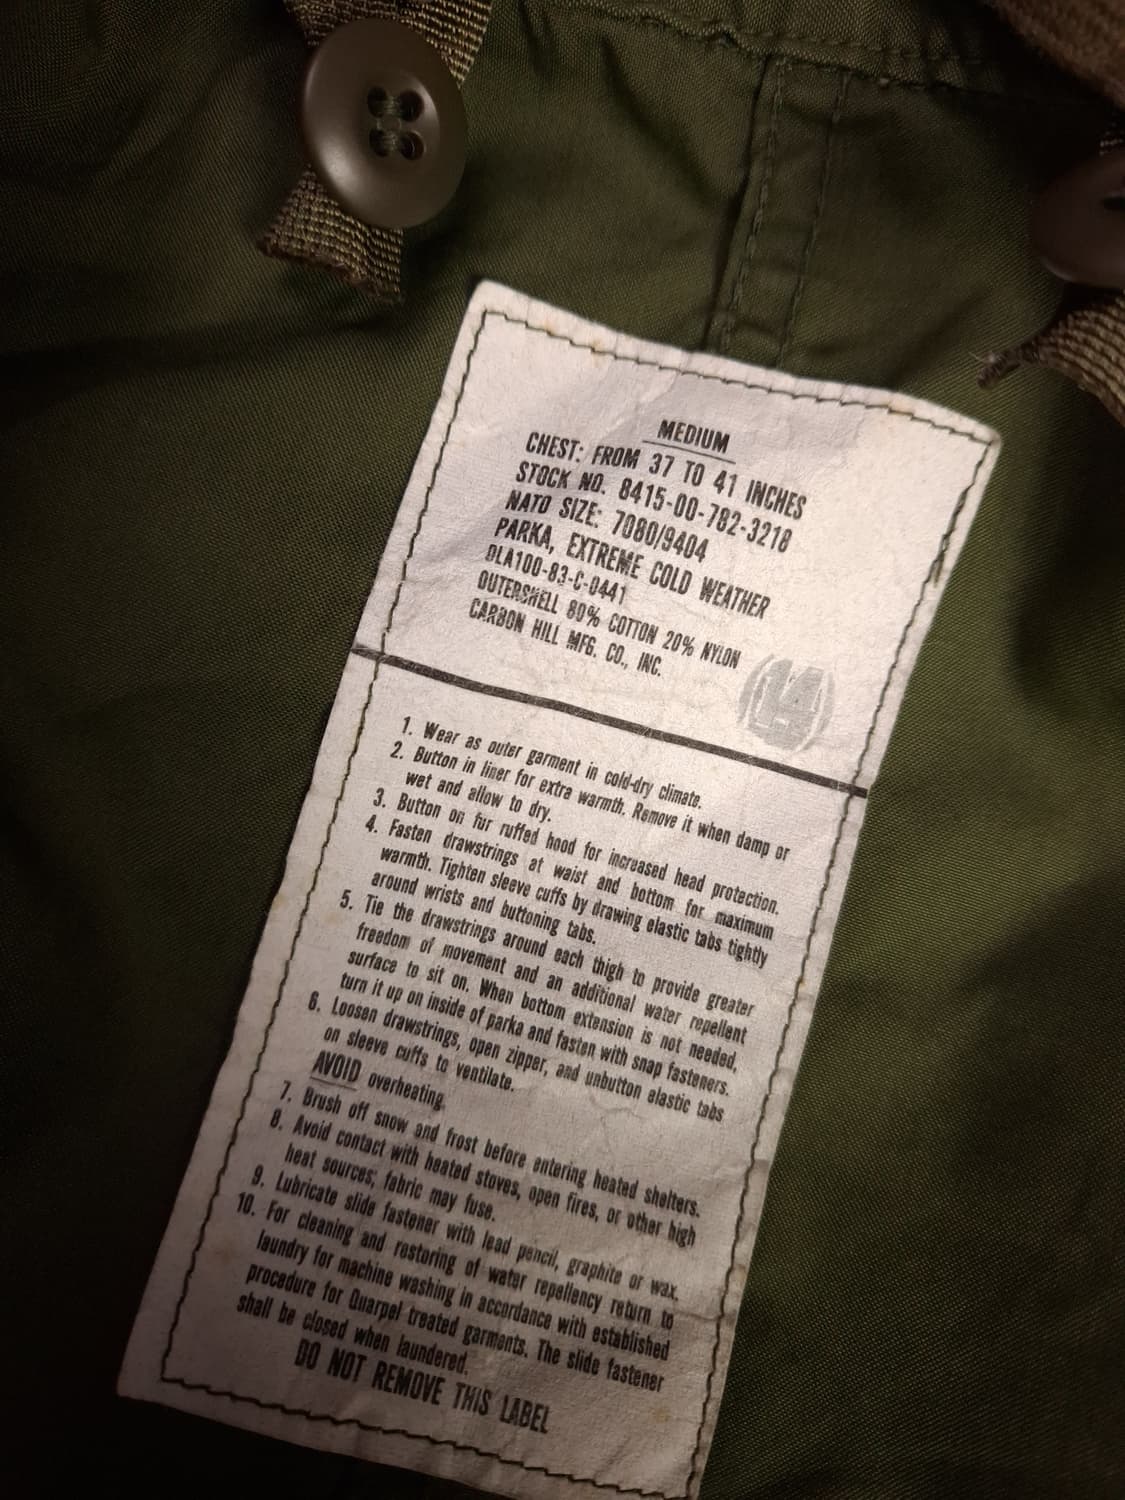 MEDIUM
CHEST: FROM 37 TO 41 INCHES
STOCK NO. 8415-00-782-3218
NATO SIZE: 7080/9404
PARKA, EXTREME COLD WEATHER
DLA100-83-C-0441
OUTERSHELL 80% COTTON 20% NYLON
CARBON HILL MFG. CO., INC.
14
1. Wear as outer garment in cold-dry climate.
2. Button in liner for extra warmth. Remove it when damp or
wet and allow to dry.
3. Button on fur ruffed hood for increased head protection.
4. Fasten drawstrings at waist and bottom for maximum
warmth. Tighten sleeve cuffs by drawing elastic tabs tightly
around wrists and buttoning tabs.
5. Tie the drawstrings around each thigh to provide greater
freedom of movement and an additional water repellent
surface to sit on. When bottom extension is not needed,
turn it up on inside of parka and fasten with snap fasteners.
6. Loosen drawstrings, open zipper, and unbutton elastic tabs
on sleeve cuffs to ventilate.
AVOID overheating.
7. Brush off snow and frost before entering heated shelters.
8. Avoid contact with heated stoves, open fires, or other high
heat sources; fabric may fuse.
9. Lubricate slide fastener with lead pencil, graphite or wax.
10. For cleaning and restoring of water repellency return to
laundry for machine washing in accordance with established
procedure for Quarpel treated garments. The slide fastener
shall be closed when laundered.
DO NOT REMOVE THIS LABEL